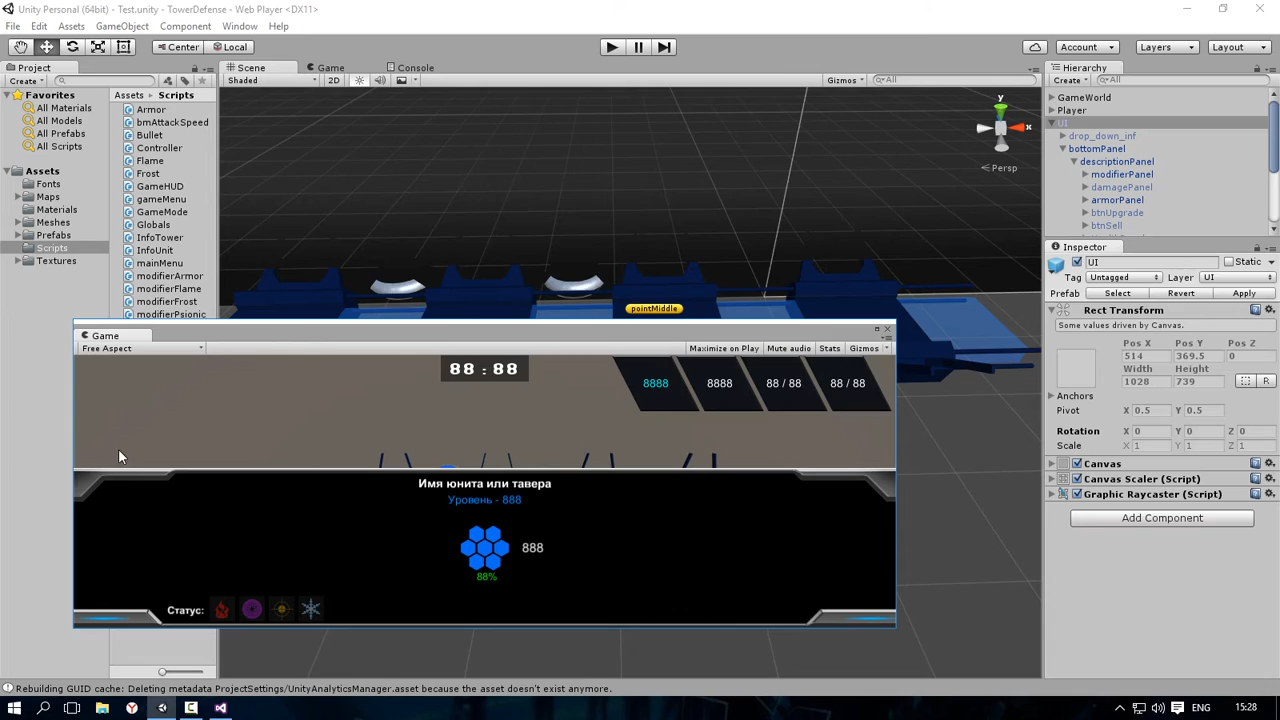 Unity Personal (64bit) - Test.unity - TowerDefense - Web Player <DX11>
File Edit Assets GameObject Component Window Help
Center Local Account Layers Layout
Project
Create
Favorites
All Materials
All Models
All Prefabs
All Scripts
Assets
Fonts
Maps
Materials
Meshes
Prefabs
Scripts
Textures
Assets Scripts
Armor
bmAttackSpeed
Bullet
Controller
Flame
Frost
GameHUD
gameMenu
GameMode
Globals
InfoTower
InfoUnit
mainMenu
modifierArmor
modifierFlame
modifierFrost
modifierPsionic
Scene Game Console
Shaded 2D Gizmos All
y
x
Persp
pointMiddle
Game
Free Aspect Maximize on Play Mute audio Stats Gizmos
88 : 88 8888 8888 88 / 88 88 / 88
Имя юнита или тавера
Уровень - 888
888
88%
Статус:
Hierarchy
Create All
GameWorld
Player
UI
drop_down_inf
bottomPanel
descriptionPanel
modifierPanel
damagePanel
armorPanel
btnUpgrade
btnSell
Inspector
UI Static
Tag Untagged Layer UI
Prefab Select Revert Apply
Rect Transform
Some values driven by Canvas.
Pos X Pos Y Pos Z
514 369.5 0
Width Height
1028 739
R
Anchors
Pivot X 0.5 Y 0.5
Rotation X 0 Y 0 Z 0
Scale X 1 Y 1 Z 1
Canvas
Canvas Scaler (Script)
Graphic Raycaster (Script)
Add Component
Rebuilding GUID cache: Deleting metadata ProjectSettings/UnityAnalyticsManager.asset because the asset doesn't exist anymore.
ENG 15:28